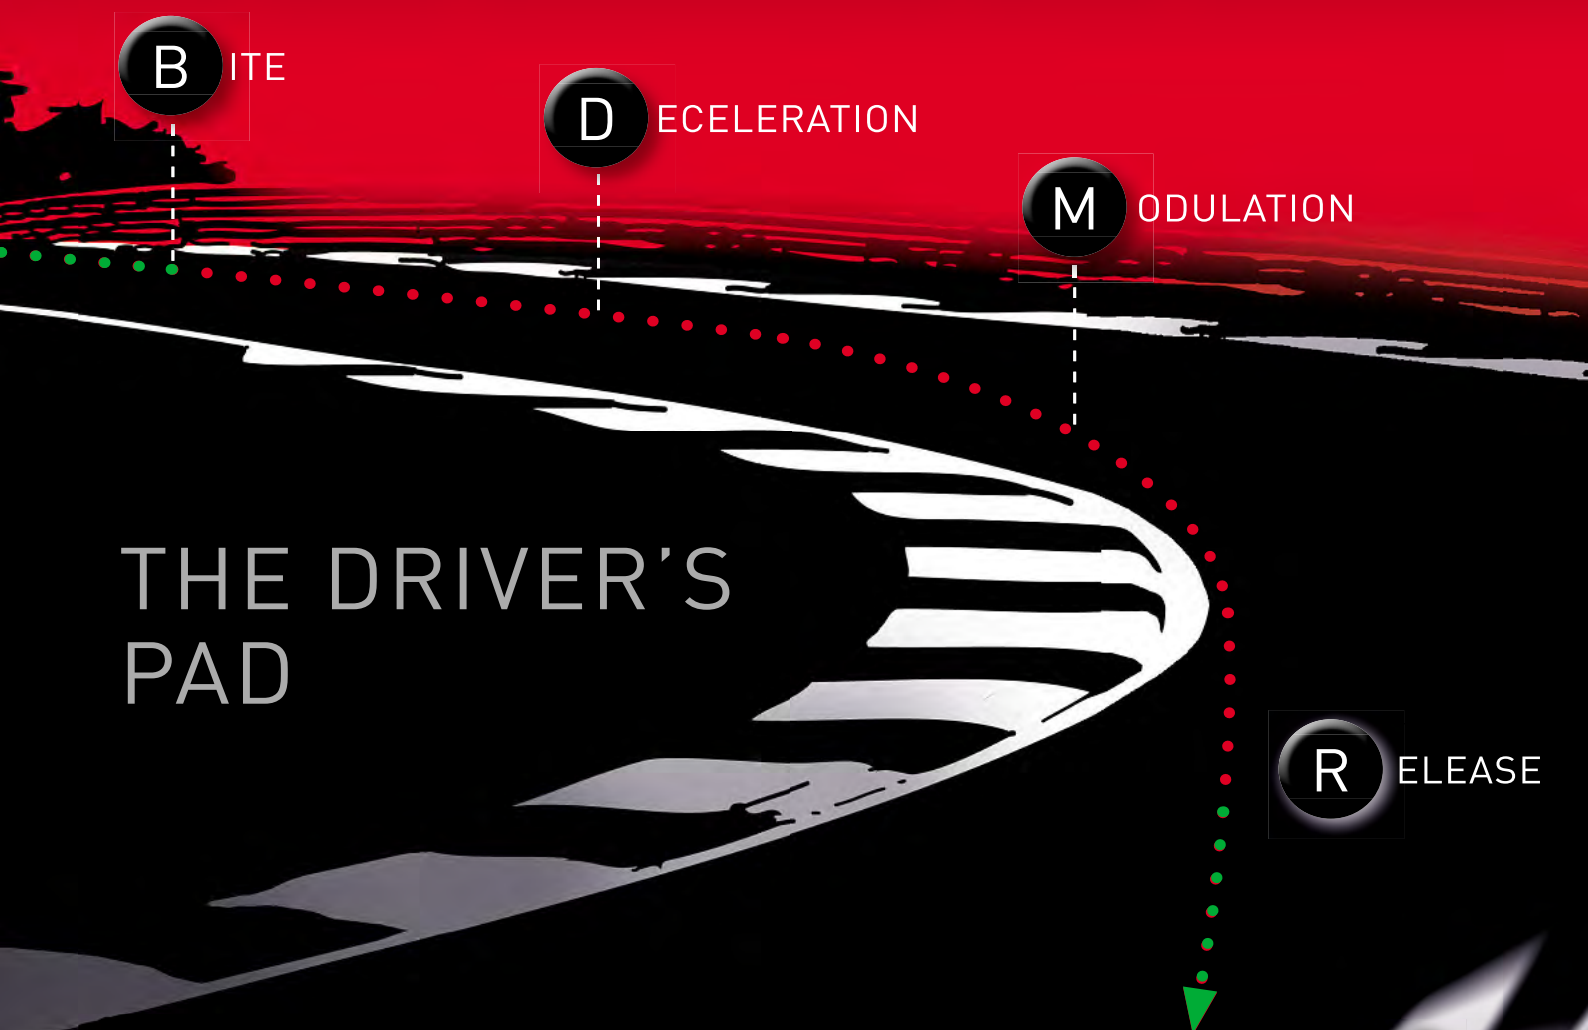 BITE
DECELERATION
MODULATION
THE DRIVER'S
PAD
RELEASE